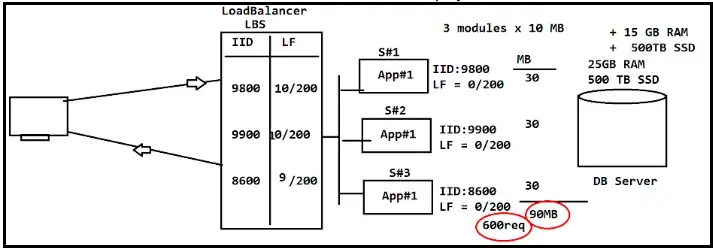 LoadBalancer
LBS
IID LF
9800 10/200
9900 10/200
8600 9/200
3 modules x 10 MB
S#1
App#1
IID:9800
LF = 0/200
S#2
App#1
IID:9900
LF = 0/200
S#3
App#1
IID:8600
LF = 0/200
MB
30
30
30
90MB
600req
+ 15 GB RAM
+ 500TB SSD
25GB RAM
500 TB SSD
DB Server